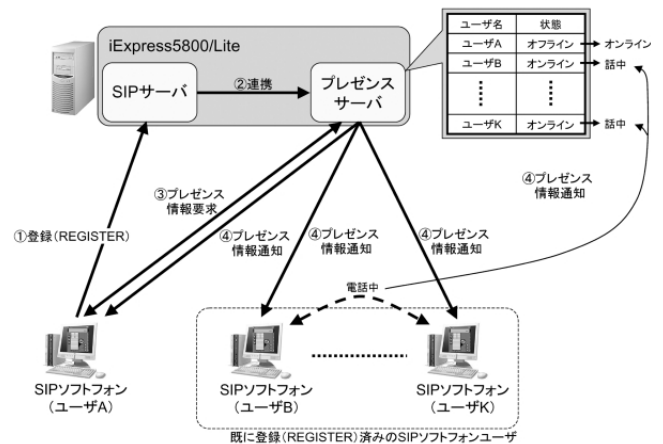 iExpress5800/Lite
SIPサーバ
②連携
プレゼンス
サーバ
ユーザ名 状態
ユーザA オフライン オンライン
ユーザB オンライン 話中
ユーザK オンライン 話中
①登録(REGISTER)
③プレゼンス
情報要求
④プレゼンス
情報通知
④プレゼンス
情報通知
④プレゼンス
情報通知
④プレゼンス
情報通知
電話中
SIPソフトフォン
(ユーザA)
SIPソフトフォン
(ユーザB)
SIPソフトフォン
(ユーザK)
既に登録(REGISTER)済みのSIPソフトフォンユーザ